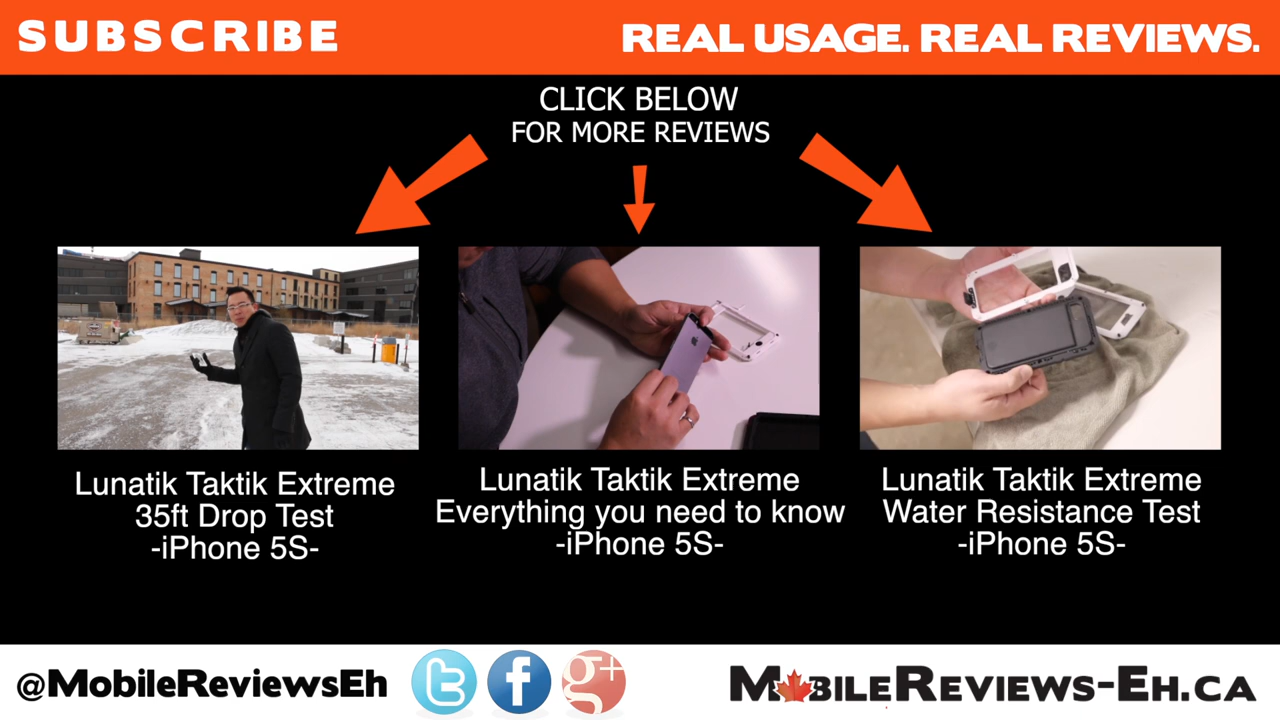 SUBSCRIBE
REAL USAGE. REAL REVIEWS.
CLICK BELOW
FOR MORE REVIEWS
Lunatik Taktik Extreme
35ft Drop Test
-iPhone 5S-
Lunatik Taktik Extreme
Everything you need to know
-iPhone 5S-
Lunatik Taktik Extreme
Water Resistance Test
-iPhone 5S-
@MobileReviewsEh
t
f
g+
MOBILEREVIEWS-EH.CA